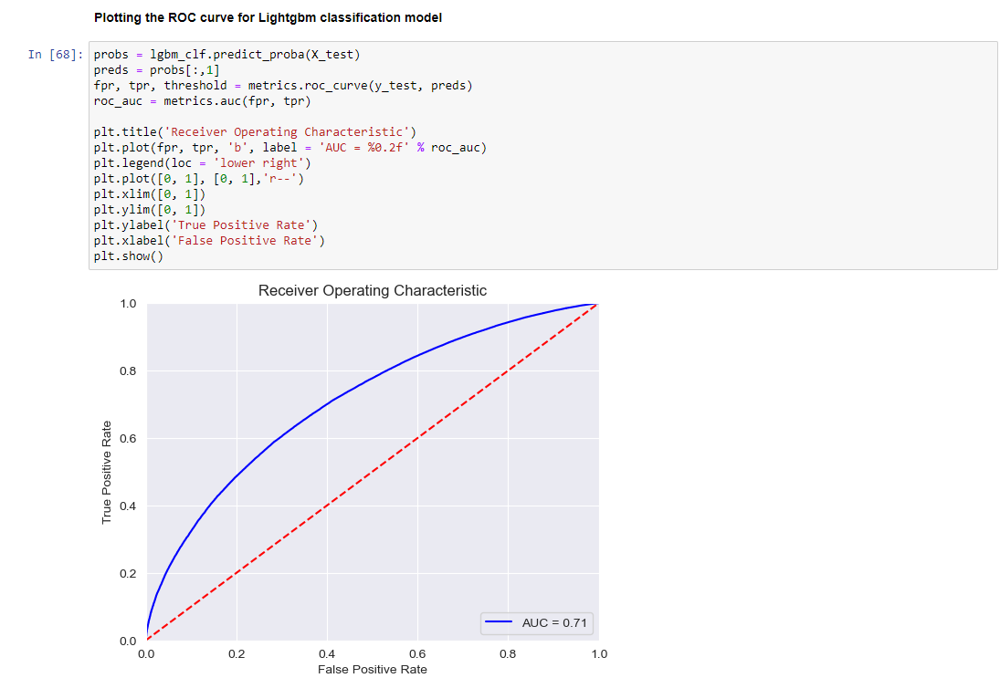 Plotting the ROC curve for Lightgbm classification model
In [68]:
probs = lgbm_clf.predict_proba(X_test)
preds = probs[:,1]
fpr, tpr, threshold = metrics.roc_curve(y_test, preds)
roc_auc = metrics.auc(fpr, tpr)
plt.title('Receiver Operating Characteristic')
plt.plot(fpr, tpr, 'b', label = 'AUC = %0.2f' % roc_auc)
plt.legend(loc = 'lower right')
plt.plot([0, 1], [0, 1],'r--')
plt.xlim([0, 1])
plt.ylim([0, 1])
plt.ylabel('True Positive Rate')
plt.xlabel('False Positive Rate')
plt.show()
Receiver Operating Characteristic
1.0
0.8
0.6
0.4
0.2
0.0
True Positive Rate
AUC = 0.71
0.0 0.2 0.4 0.6 0.8 1.0
False Positive Rate